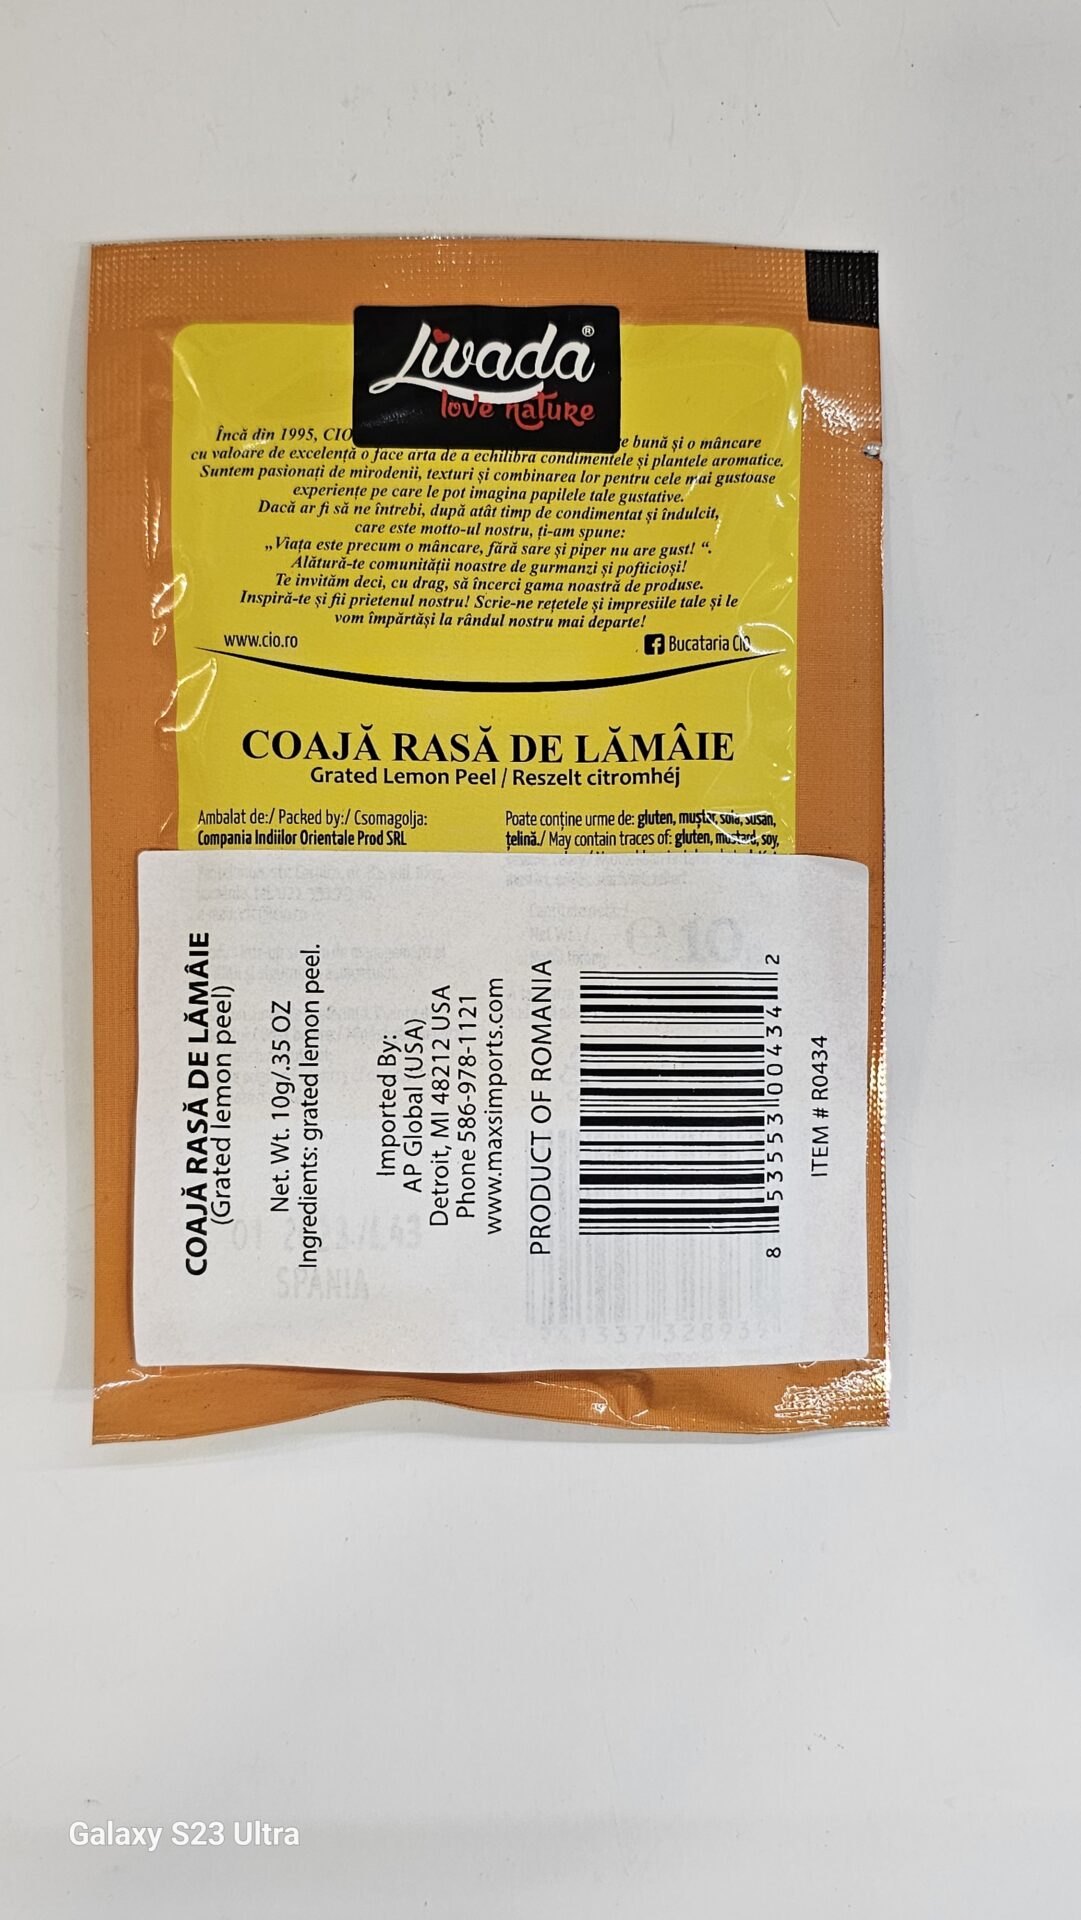 Livada®
love nature
Încă din 1995, CIO
re bună și o mâncare
cu valoare de excelență o face arta de a echilibra condimentele și plantele aromatice.
Suntem pasionați de mirodenii, texturi și combinarea lor pentru cele mai gustoase
experiențe pe care le pot imagina papilele tale gustative.
Dacă ar fi să ne întrebi, după atât timp de condimentat și îndulcit,
care este motto-ul nostru, ți-am spune:
„Viața este precum o mâncare, fără sare și piper nu are gust! “.
Alătură-te comunității noastre de gurmanzi și pofticioși!
Te invităm deci, cu drag, să încerci gama noastră de produse.
Inspiră-te și fii prietenul nostru! Scrie-ne rețetele și impresiile tale și le
vom împărtăși la rândul nostru mai departe!
www.cio.ro
Bucataria CIO
COAJĂ RASĂ DE LĂMÂIE
Grated Lemon Peel / Reszelt citromhéj
Ambalat de:/ Packed by:/ Csomagolja:
Compania Indiilor Orientale Prod SRL
Poate conține urme de: gluten, muștar, soia, susan,
țelină./ May contain traces of: gluten, mustard, soy,
COAJĂ RASĂ DE LĂMÂIE
(Grated lemon peel)
Net. Wt. 10g/.35 OZ
Ingredients: grated lemon peel.
Imported By:
AP Global (USA)
Detroit, MI 48212 USA
Phone 586-978-1121
www.maxsimports.com
PRODUCT OF ROMANIA
8 53553 00434 2
ITEM # R0434
SPANIA
Galaxy S23 Ultra